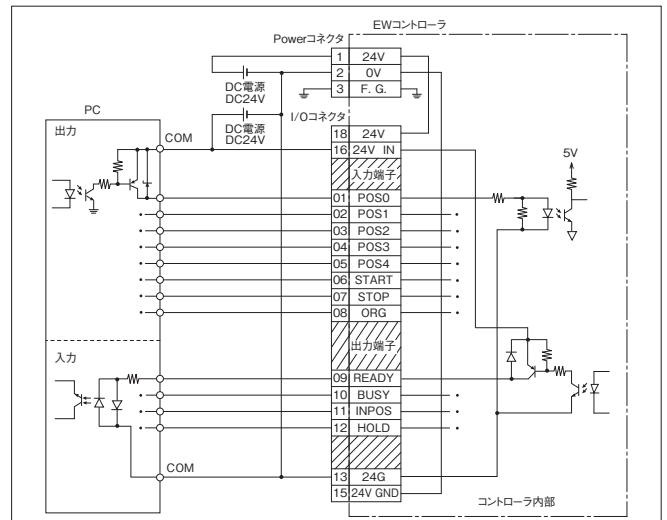 EWコントローラ
Powerコネクタ
1 24V
2 0V
3 F. G.
DC電源
DC24V
DC電源
DC24V
I/Oコネクタ
PC
出力
COM
18 24V
16 24V IN
入力端子
5V
01 POS0
02 POS1
03 POS2
04 POS3
05 POS4
06 START
07 STOP
08 ORG
出力端子
入力
09 READY
10 BUSY
11 INPOS
12 HOLD
COM
13 24G
15 24V GND
コントローラ内部